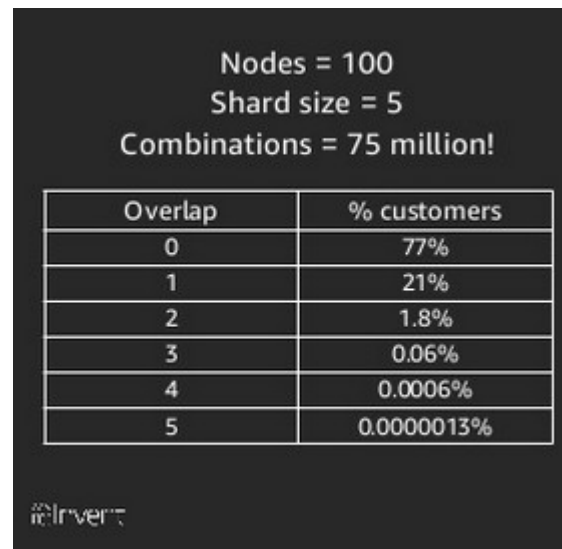 Nodes = 100
Shard size = 5
Combinations = 75 million!
Overlap % customers
0 77%
1 21%
2 1.8%
3 0.06%
4 0.0006%
5 0.0000013%